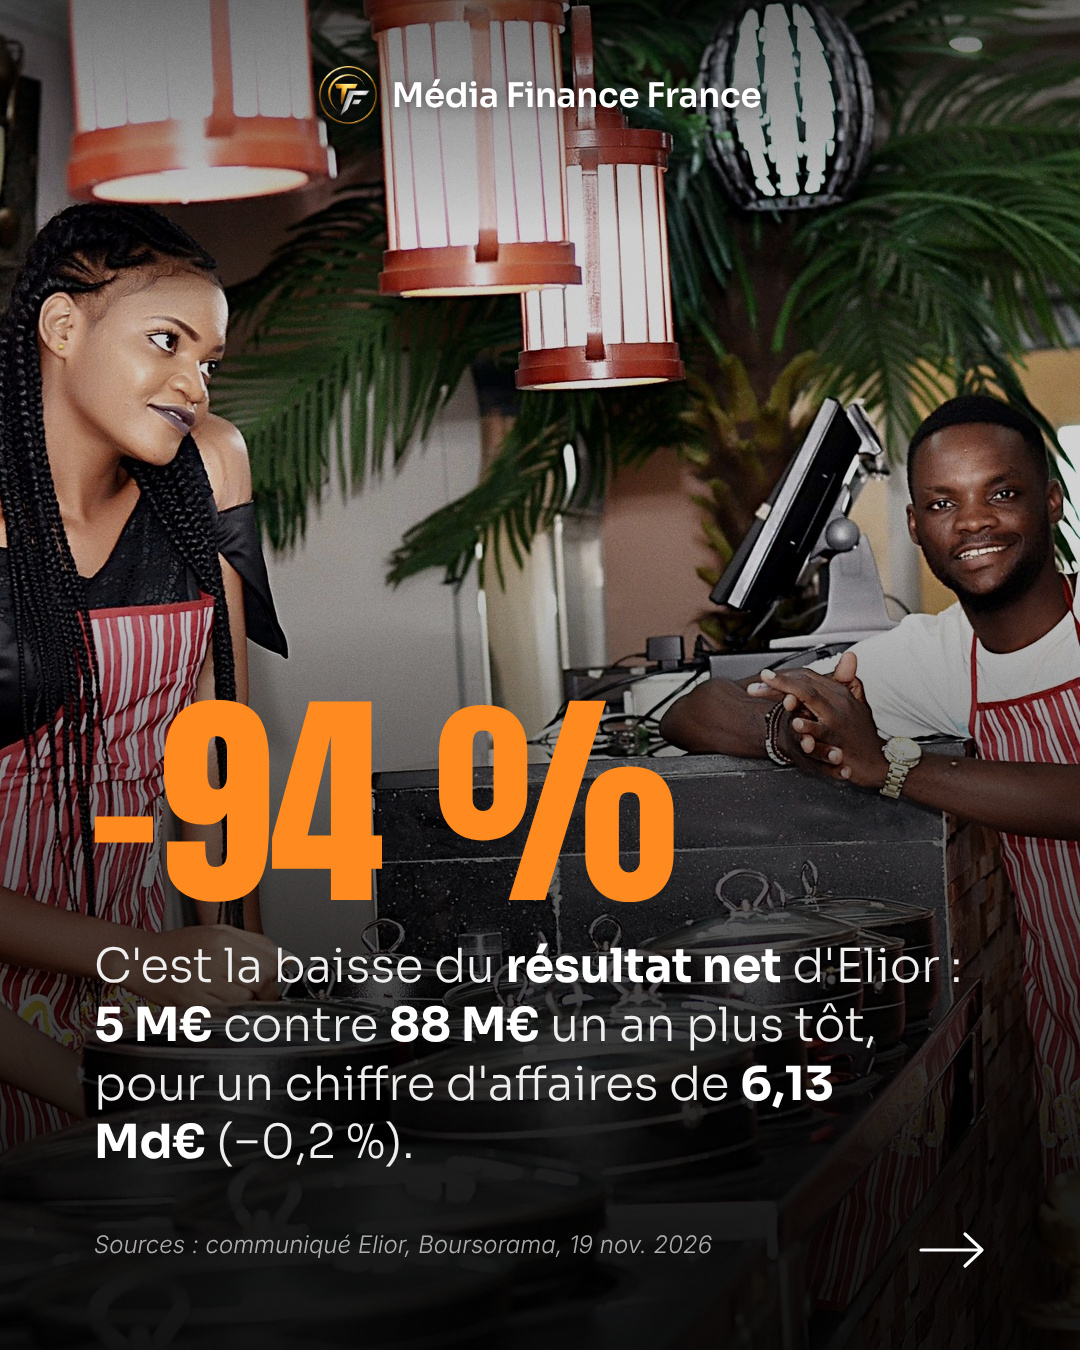 TF Média Finance France
-94 %
C'est la baisse du résultat net d'Elior :
5 M€ contre 88 M€ un an plus tôt,
pour un chiffre d'affaires de 6,13
Md€ (−0,2 %).
Sources : communiqué Elior, Boursorama, 19 nov. 2026